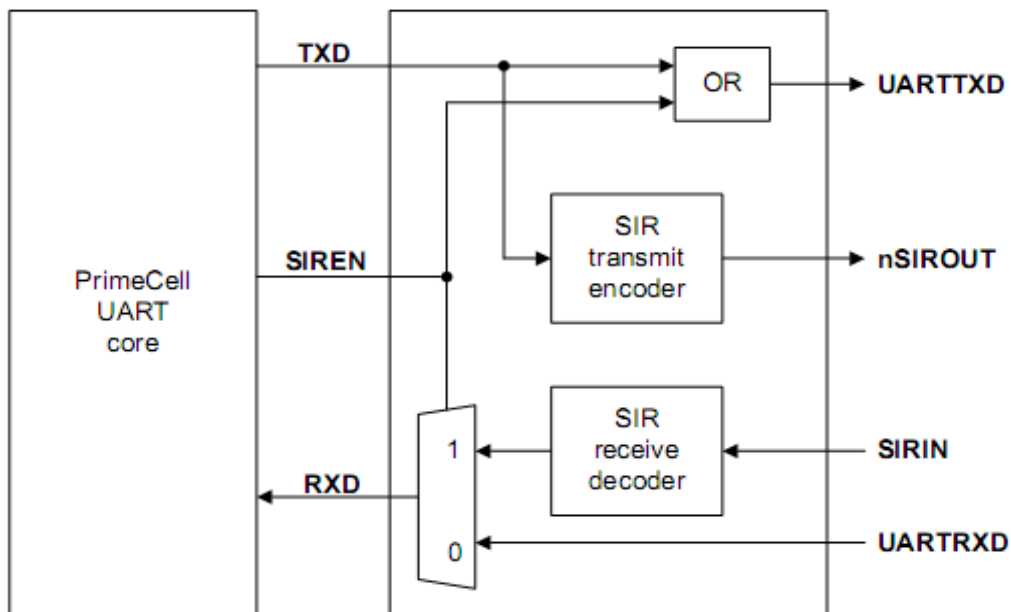 TXD
OR
UARTTXD
SIREN
SIR
transmit
encoder
nSIROUT
PrimeCell
UART
core
1
SIR
receive
decoder
SIRIN
RXD
0
UARTRXD